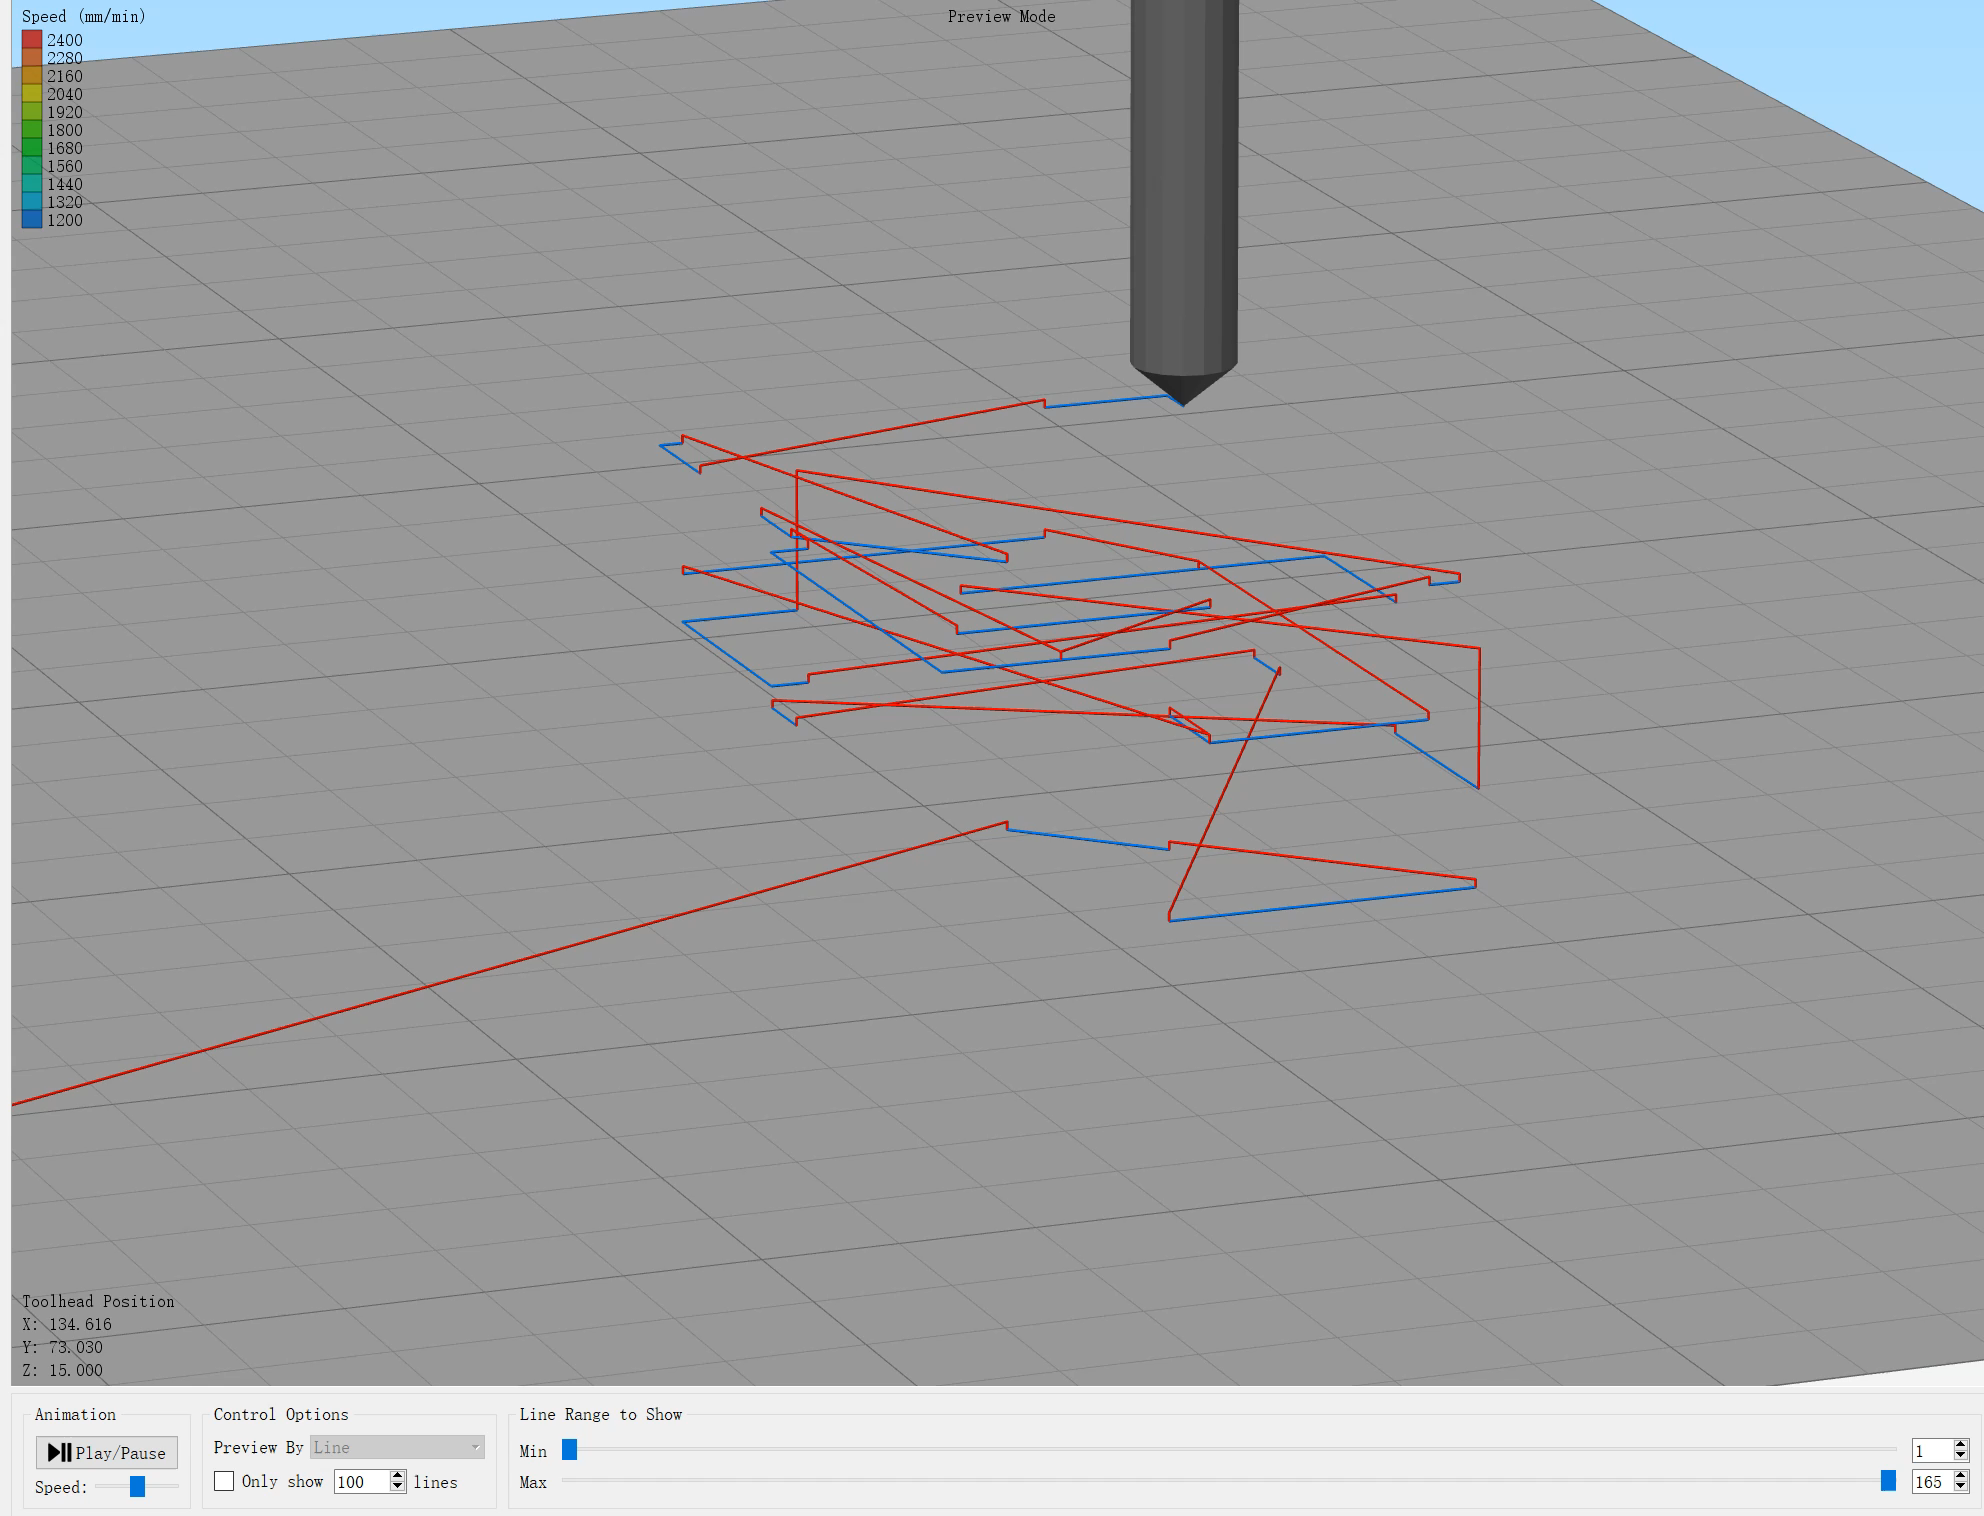 Speed (mm/min)
Preview Mode
2400
2280
2160
2040
1920
1800
1680
1560
1440
1320
1200
Toolhead Position
X: 134.616
Y: 73.030
Z: 15.000
Animation
Play/Pause
Speed:
Control Options
Preview By Line
Only show 100 lines
Line Range to Show
Min 1
Max 165